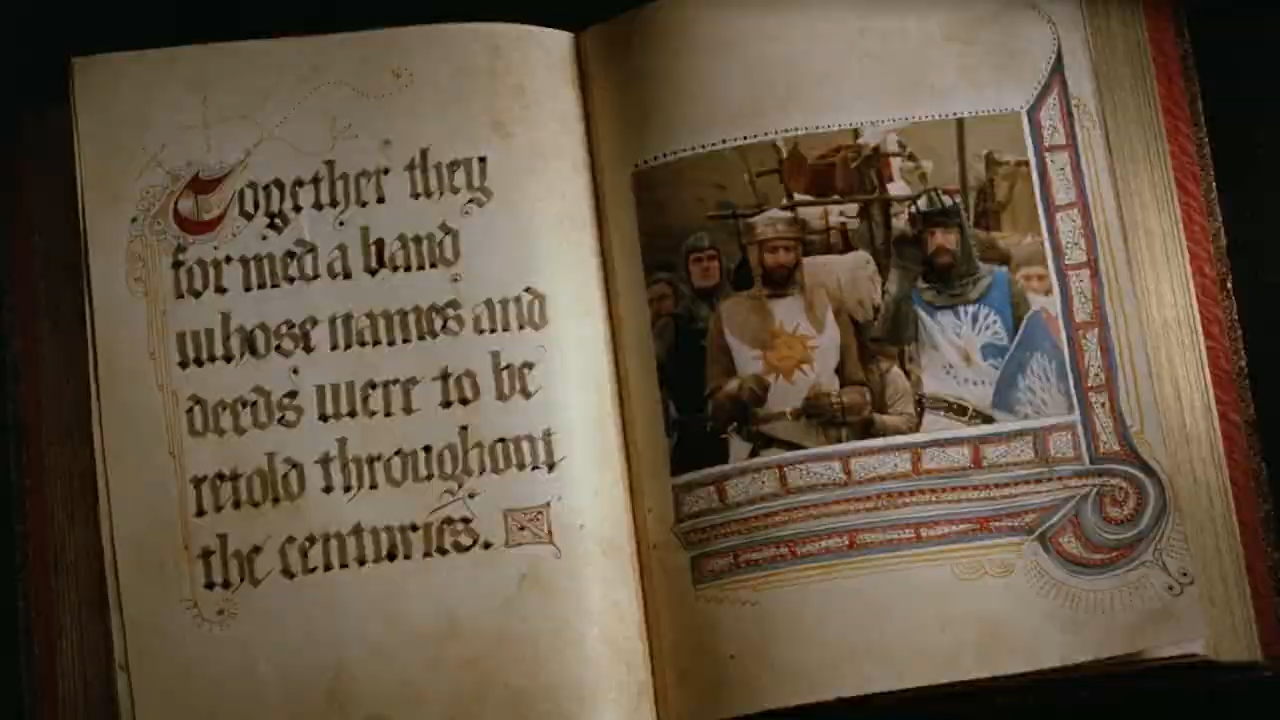 Together they
formed a band
whose names and
deeds were to be
retold throughout
the centuries.